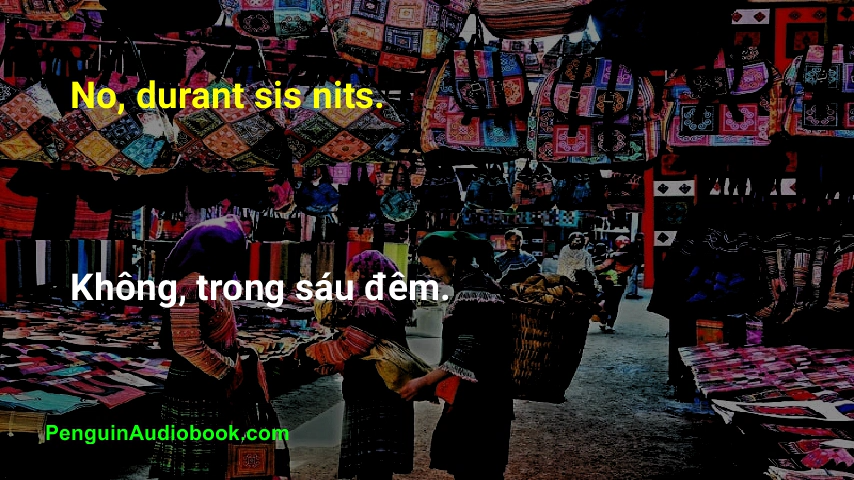 No, durant sis nits.
Không, trong sáu đêm.
PenguinAudiobook.com